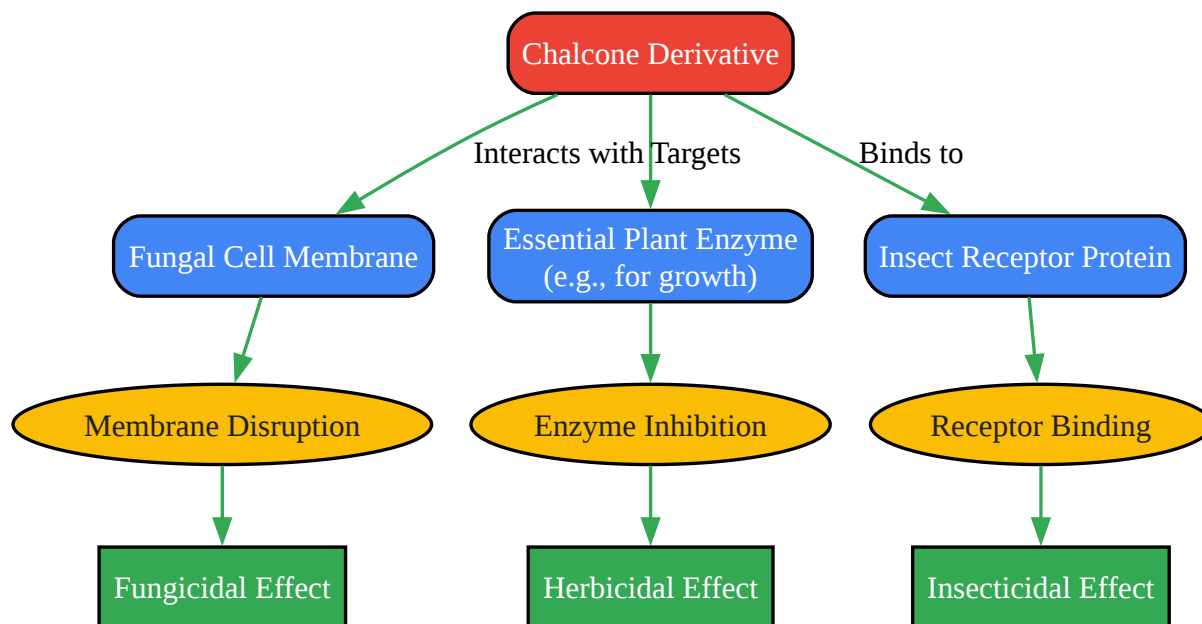 Chalcone Derivative
Interacts with Targets
Binds to
Fungal Cell Membrane
Essential Plant Enzyme
(e.g., for growth)
Insect Receptor Protein
Membrane Disruption
Enzyme Inhibition
Receptor Binding
Fungicidal Effect
Herbicidal Effect
Insecticidal Effect